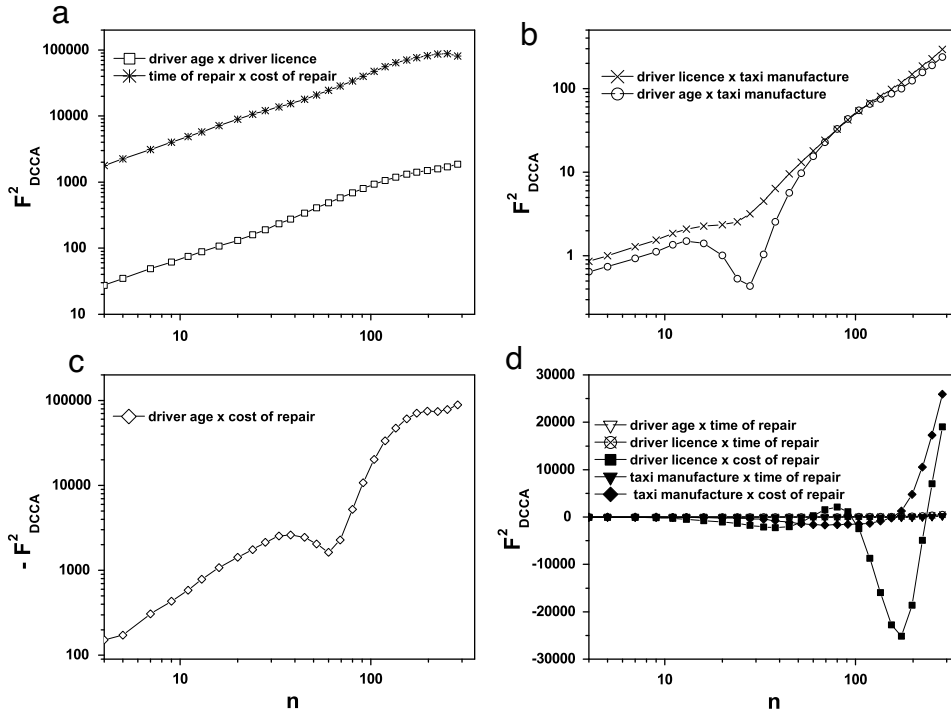 a
100000
10000
1000
100
10
F²DCCA
driver age x driver licence
time of repair x cost of repair
10
100
b
100
10
1
F²DCCA
driver licence x taxi manufacture
driver age x taxi manufacture
10
100
c
100000
10000
1000
100
- F²DCCA
driver age x cost of repair
10
100
n
d
30000
20000
10000
0
-10000
-20000
-30000
F²DCCA
driver age x time of repair
driver licence x time of repair
driver licence x cost of repair
taxi manufacture x time of repair
taxi manufacture x cost of repair
10
100
n